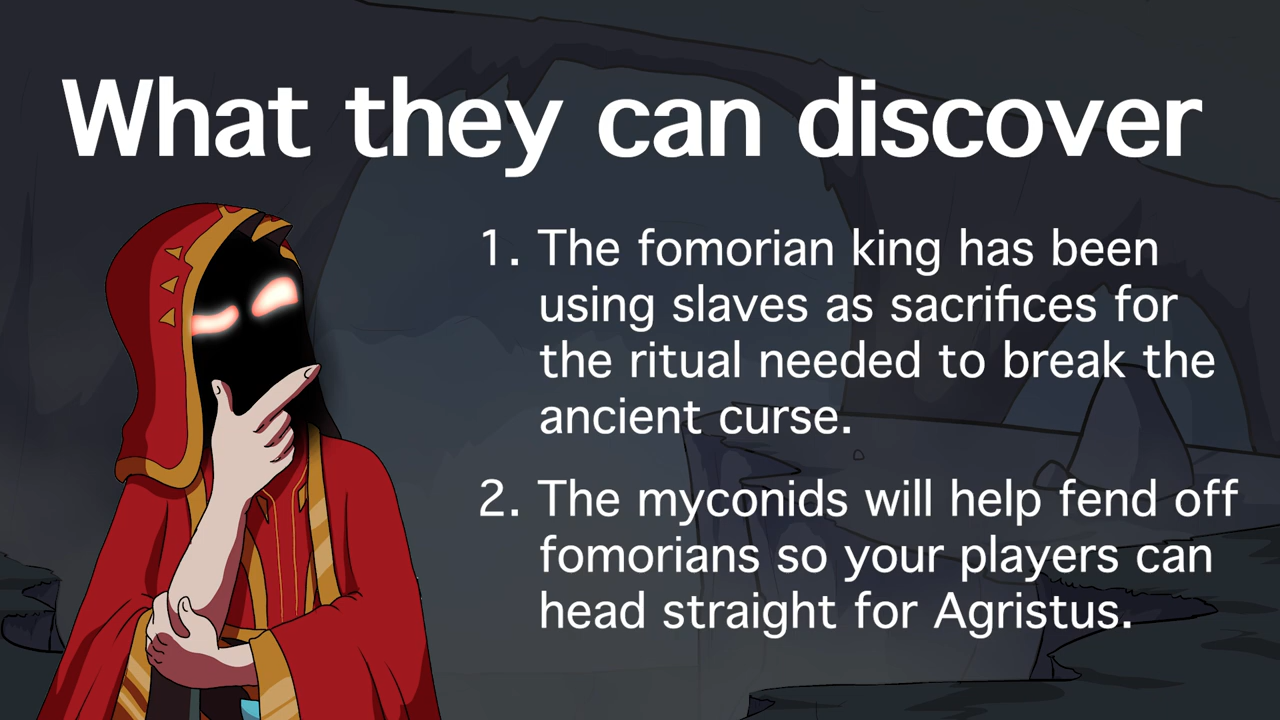 What they can discover
1. The fomorian king has been
using slaves as sacrifices for
the ritual needed to break the
ancient curse.
2. The myconids will help fend off
fomorians so your players can
head straight for Agristus.